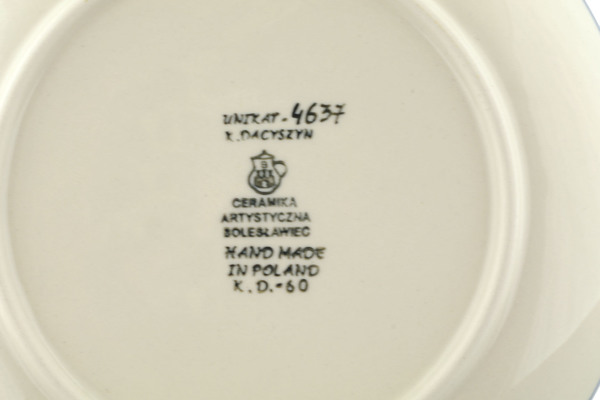 UNIKAT-4637
K.DACYSZYN
B
CERAMIKA
ARTYSTYCZNA
BOLESŁAWIEC
HAND MADE
IN POLAND
K.D.-60